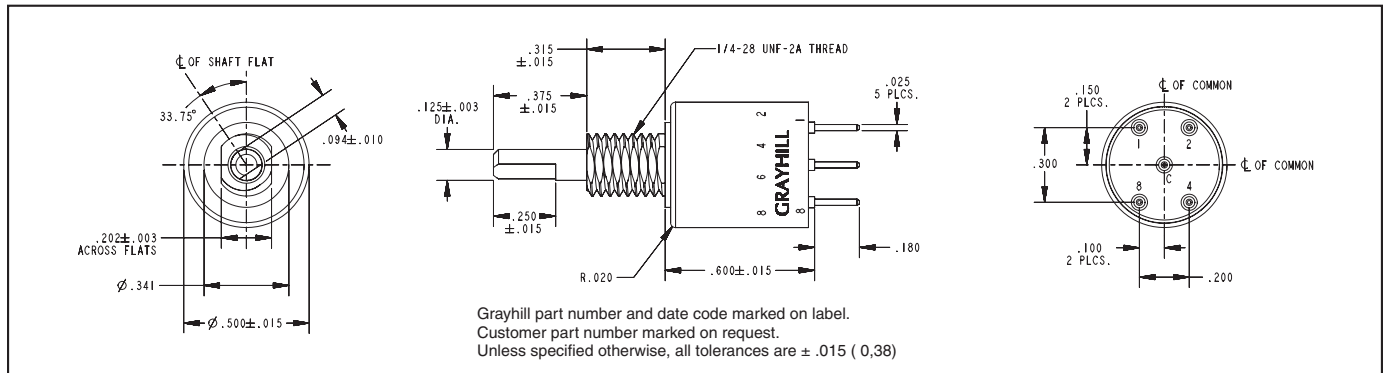 ℄ OF SHAFT FLAT
33.75°
.094±.010
.202±.003
ACROSS FLATS
Ø.341
Ø.500±.015
.315
±.015
1/4-28 UNF-2A THREAD
.375
±.015
.125±.003
DIA.
.250
±.015
R.020
.600±.015
.180
.025
5 PLCS.
2
4
6
8
1
8
GRAYHILL
.150
2 PLCS.
℄ OF COMMON
℄ OF COMMON
.300
1
2
C
8
4
.100
2 PLCS.
.200
Grayhill part number and date code marked on label.
Customer part number marked on request.
Unless specified otherwise, all tolerances are ± .015 ( 0,38)